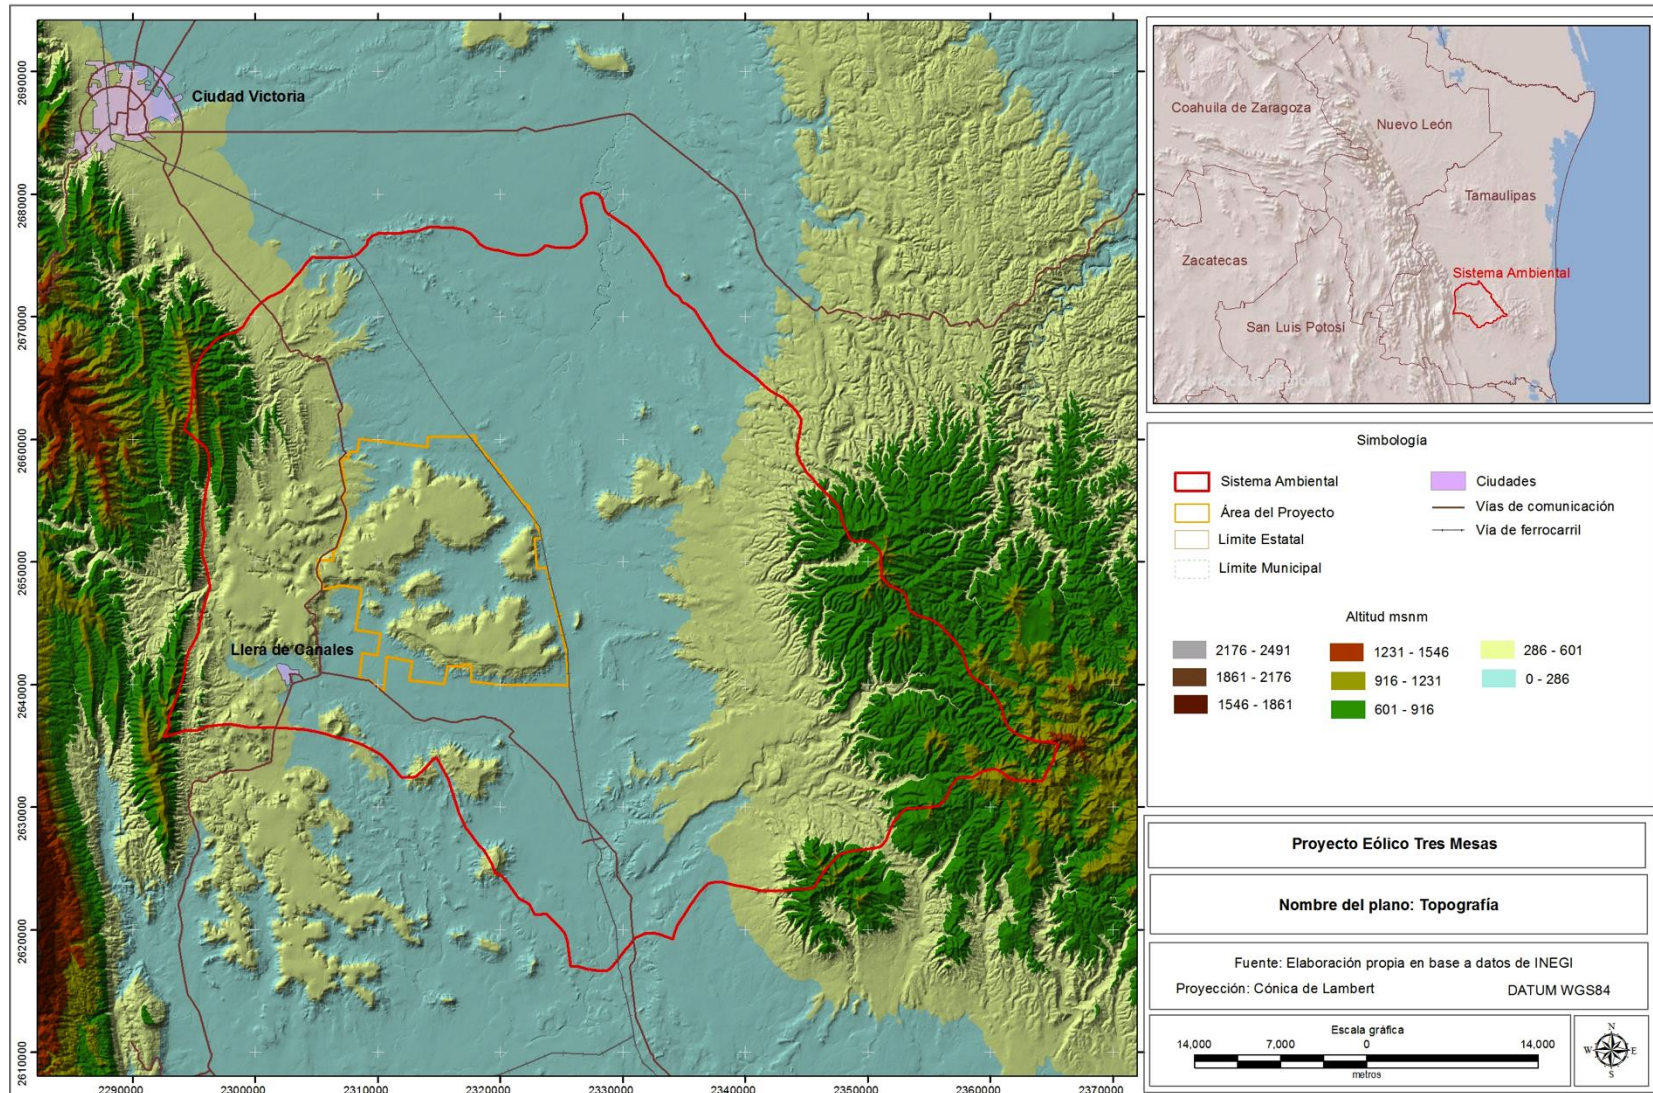 Ciudad Victoria
Llera de Canales
2690000
2680000
2670000
2660000
2650000
2640000
2630000
2620000
2610000
2290000
2300000
2310000
2320000
2330000
2340000
2350000
2360000
2370000
Coahuila de Zaragoza
Nuevo León
Tamaulipas
Zacatecas
Sistema Ambiental
San Luis Potosí
Simbología
Sistema Ambiental
Área del Proyecto
Límite Estatal
Límite Municipal
Ciudades
Vías de comunicación
Vía de ferrocarril
Altitud msnm
2176 - 2491
1861 - 2176
1546 - 1861
1231 - 1546
916 - 1231
601 - 916
286 - 601
0 - 286
Proyecto Eólico Tres Mesas
Nombre del plano: Topografía
Fuente: Elaboración propia en base a datos de INEGI
Proyección: Cónica de Lambert DATUM WGS84
Escala gráfica
14,000 7,000 0 14,000
metros
N
W E
S